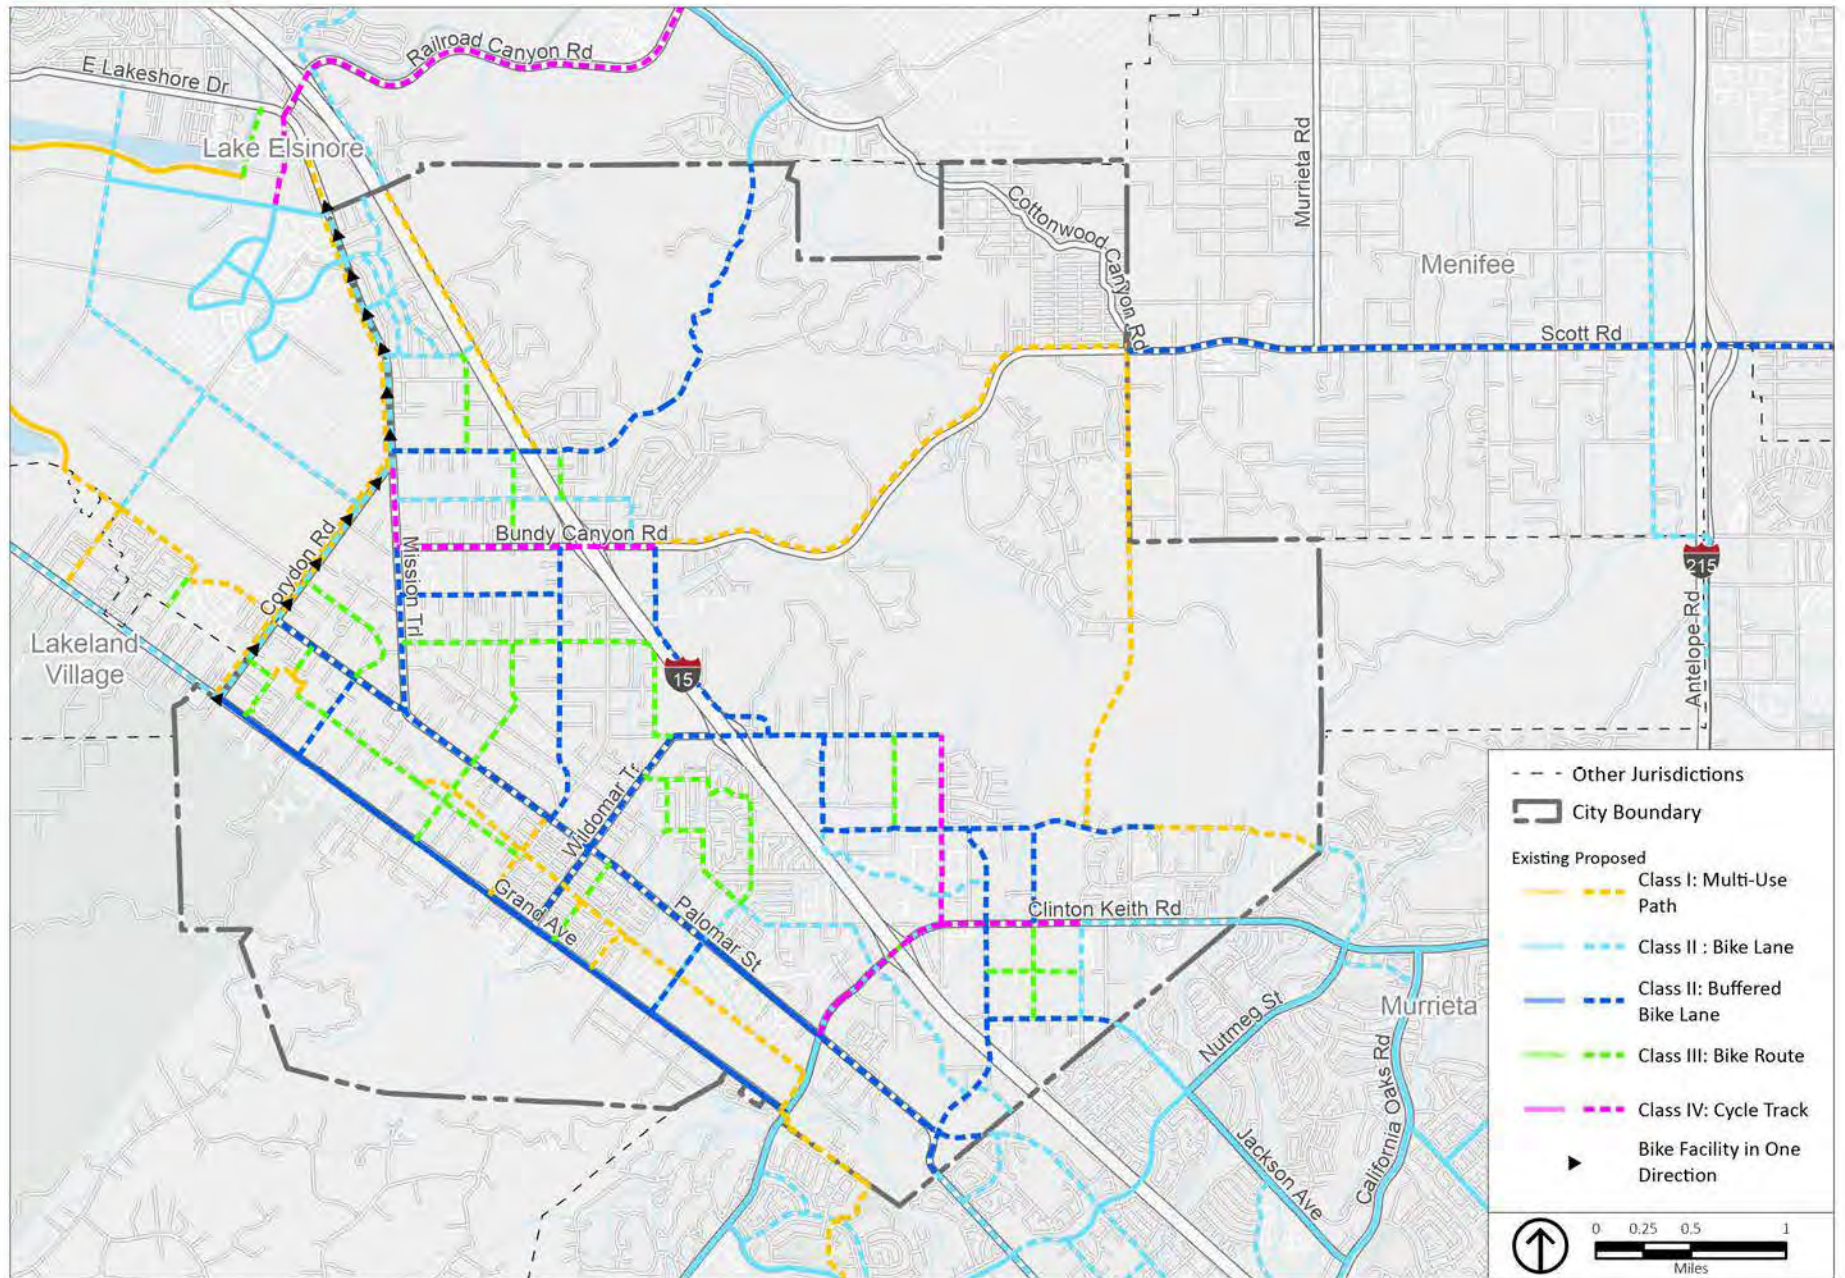 Railroad Canyon Rd
E Lakeshore Dr
Lake Elsinore
Cottonwood Canyon Rd
Murrieta Rd
Menifee
Scott Rd
Corydon Rd
Bundy Canyon Rd
Mission Trl
215
Lakeland
Village
15
Antelope Rd
Wildomar Tr
Grand Ave
Palomar St
Clinton Keith Rd
Nutmeg St
Murrieta
California Oaks Rd
Jackson Ave
Other Jurisdictions
City Boundary
Existing Proposed
Class I: Multi-Use
Path
Class II : Bike Lane
Class II: Buffered
Bike Lane
Class III: Bike Route
Class IV: Cycle Track
Bike Facility in One
Direction
0 0.25 0.5 1
Miles